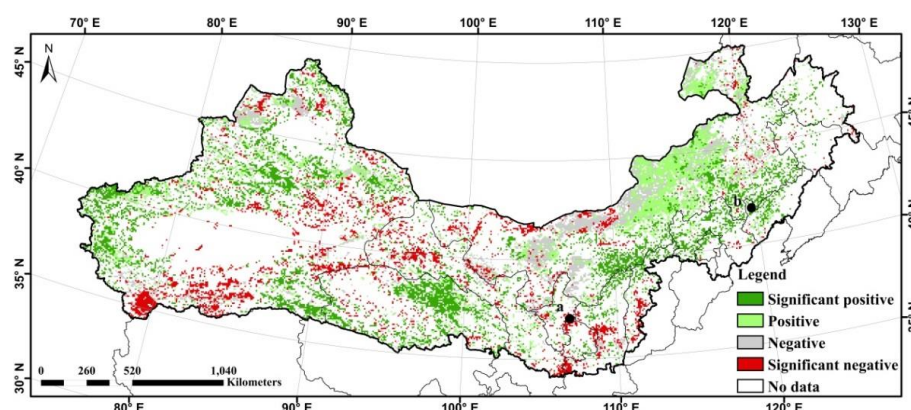 70° E 80° E 90° E 100° E 110° E 120° E 130° E
45° N
N
40° N
35° N
30° N
b
a
Legend
Significant positive
Positive
Negative
Significant negative
No data
0 260 520 1,040
Kilometers
80° E 90° E 100° E 110° E 120° E